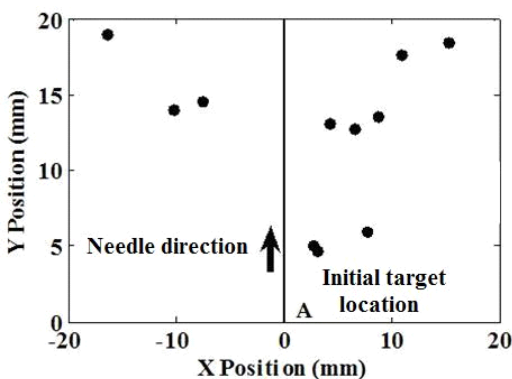 20
15
10
5
0
Y Position (mm)
Needle direction
Initial target
location
A
-20
-10
0
10
20
X Position (mm)